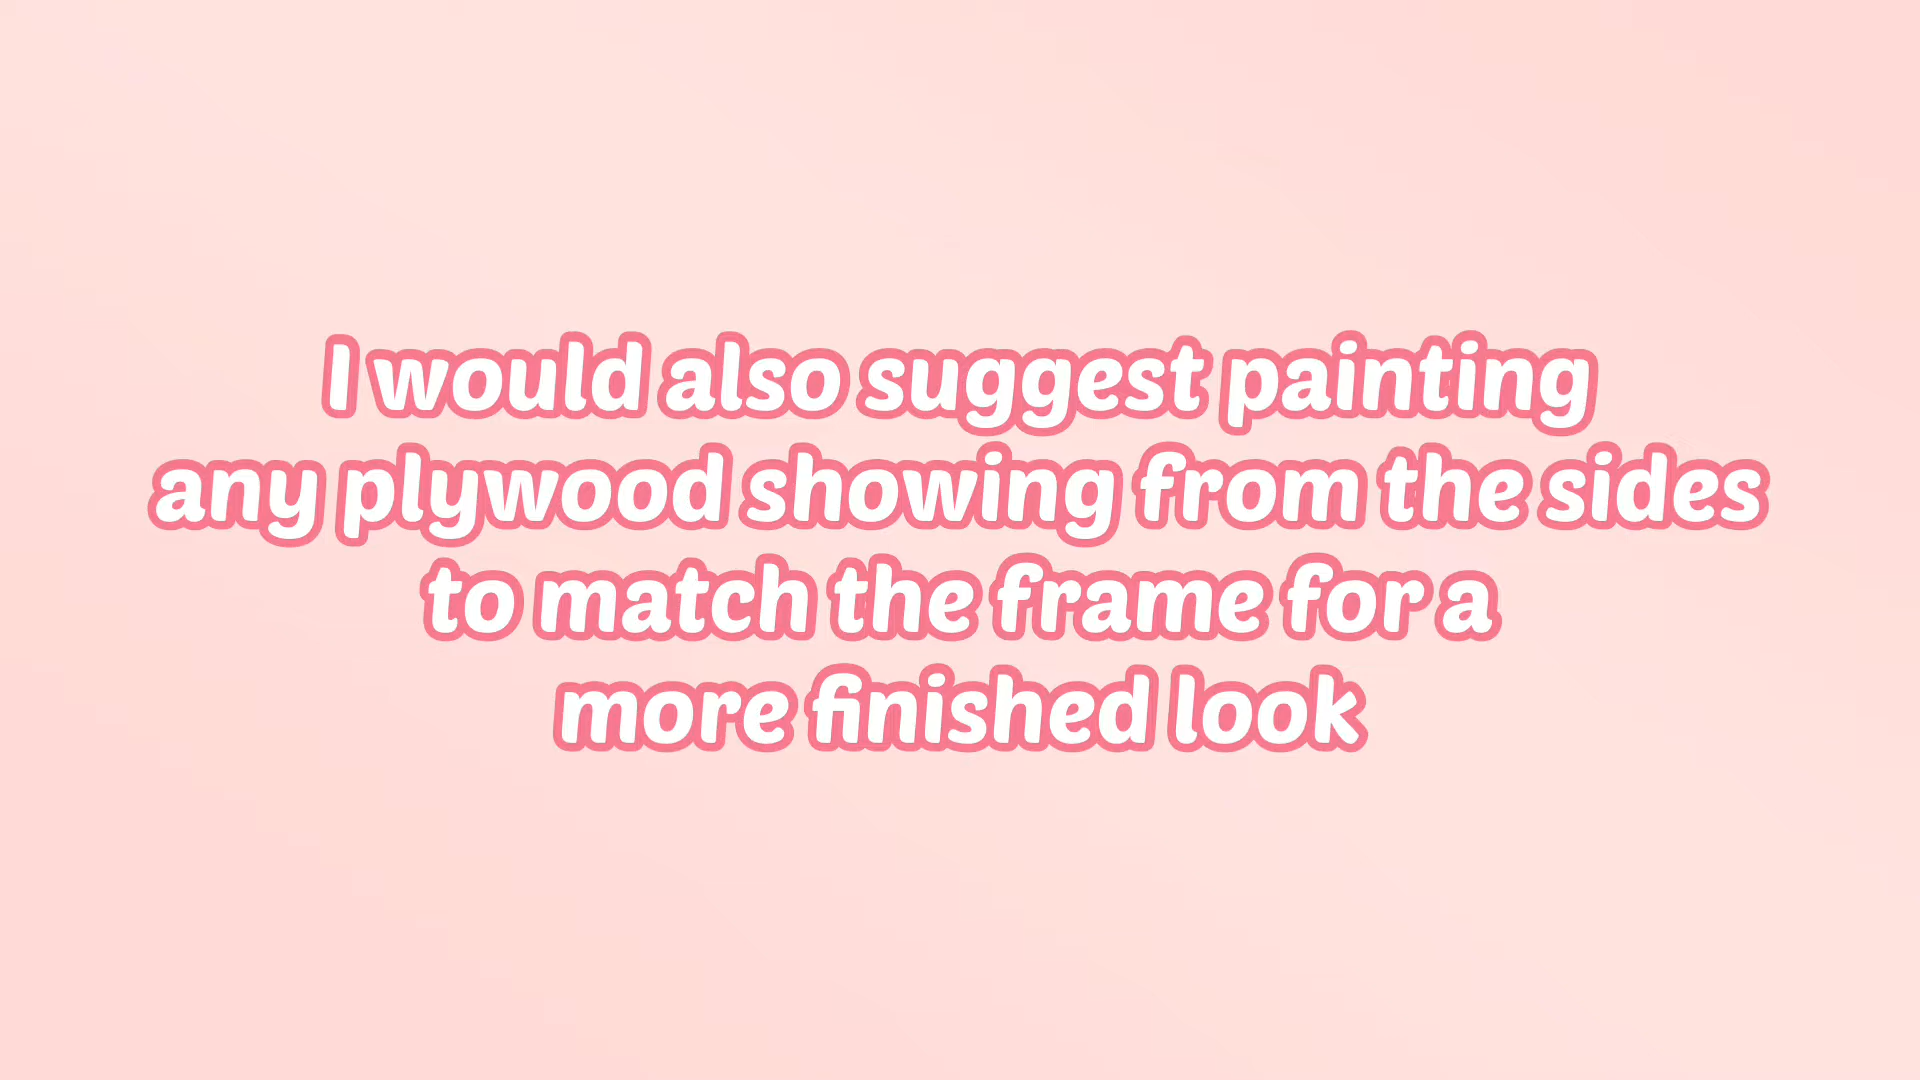 I would also suggest painting
any plywood showing from the sides
to match the frame for a
more finished look